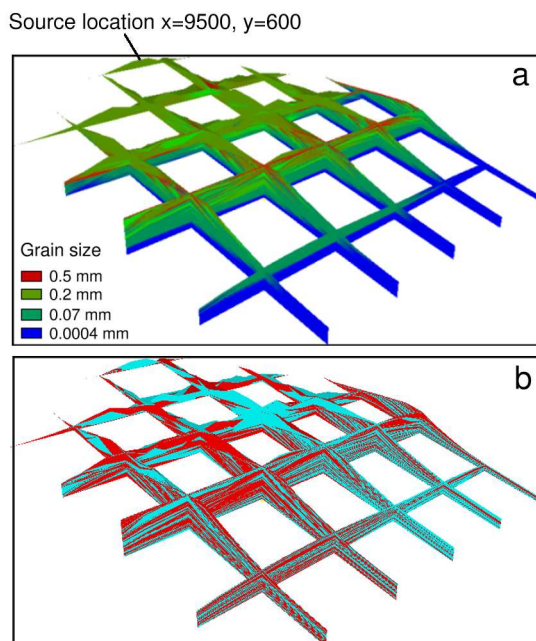 Source location x=9500, y=600
a
Grain size
0.5 mm
0.2 mm
0.07 mm
0.0004 mm
b